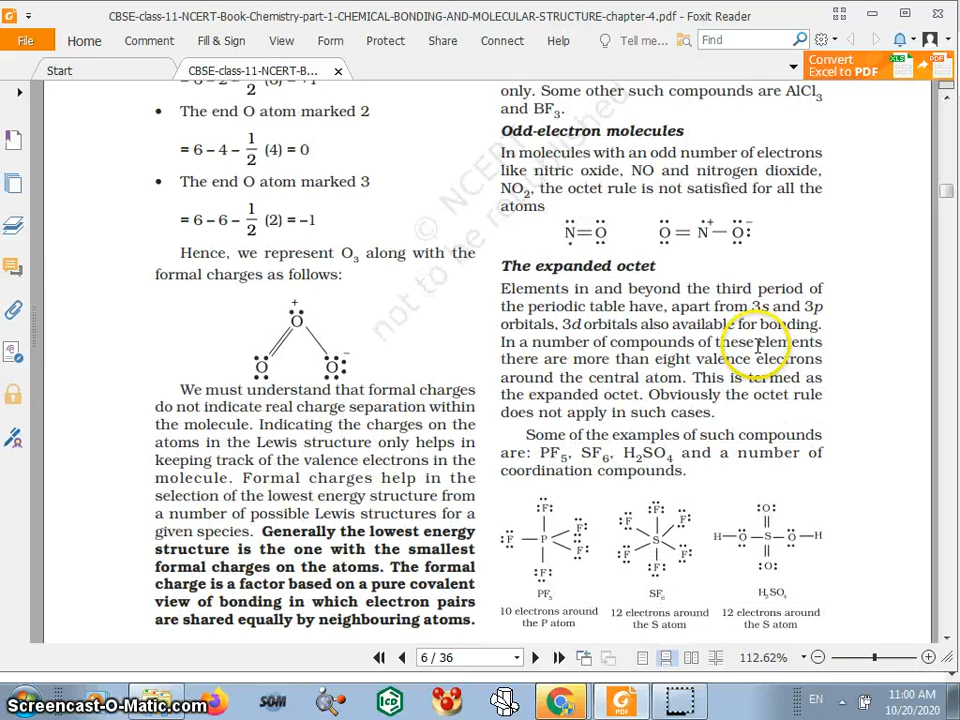 CBSE-class-11-NCERT-Book-Chemistry-part-1-CHEMICAL-BONDING-AND-MOLECULAR-STRUCTURE-chapter-4.pdf - Foxit Reader
File Home Comment Fill & Sign View Form Protect Share Connect Help Tell me... Find
Convert
Excel to PDF
XLS
PDF
Start CBSE-class-11-NCERT-B...
2
• The end O atom marked 2
= 6 – 4 – 1/2 (4) = 0
• The end O atom marked 3
= 6 – 6 – 1/2 (2) = –1
Hence, we represent O3 along with the
formal charges as follows:
+
O
O O –
We must understand that formal charges
do not indicate real charge separation within
the molecule. Indicating the charges on the
atoms in the Lewis structure only helps in
keeping track of the valence electrons in the
molecule. Formal charges help in the
selection of the lowest energy structure from
a number of possible Lewis structures for a
given species. Generally the lowest energy
structure is the one with the smallest
formal charges on the atoms. The formal
charge is a factor based on a pure covalent
view of bonding in which electron pairs
are shared equally by neighbouring atoms.
only. Some other such compounds are AlCl3
and BF3.
Odd-electron molecules
In molecules with an odd number of electrons
like nitric oxide, NO and nitrogen dioxide,
NO2, the octet rule is not satisfied for all the
atoms
N=O O=N+–O–
The expanded octet
Elements in and beyond the third period of
the periodic table have, apart from 3s and 3p
orbitals, 3d orbitals also available for bonding.
In a number of compounds of these elements
there are more than eight valence electrons
around the central atom. This is termed as
the expanded octet. Obviously the octet rule
does not apply in such cases.
Some of the examples of such compounds
are: PF5, SF6, H2SO4 and a number of
coordination compounds.
F F P F F F
F F F S F F F
O H–O–S–O–H O
PF5 SF6 H2SO4
10 electrons around 12 electrons around 12 electrons around
the P atom the S atom the S atom
© NCERT
not to be republished
6 / 36 112.62%
SOM ICD PDF EN 11:00 AM
10/20/2020
Screencast-O-Matic.com